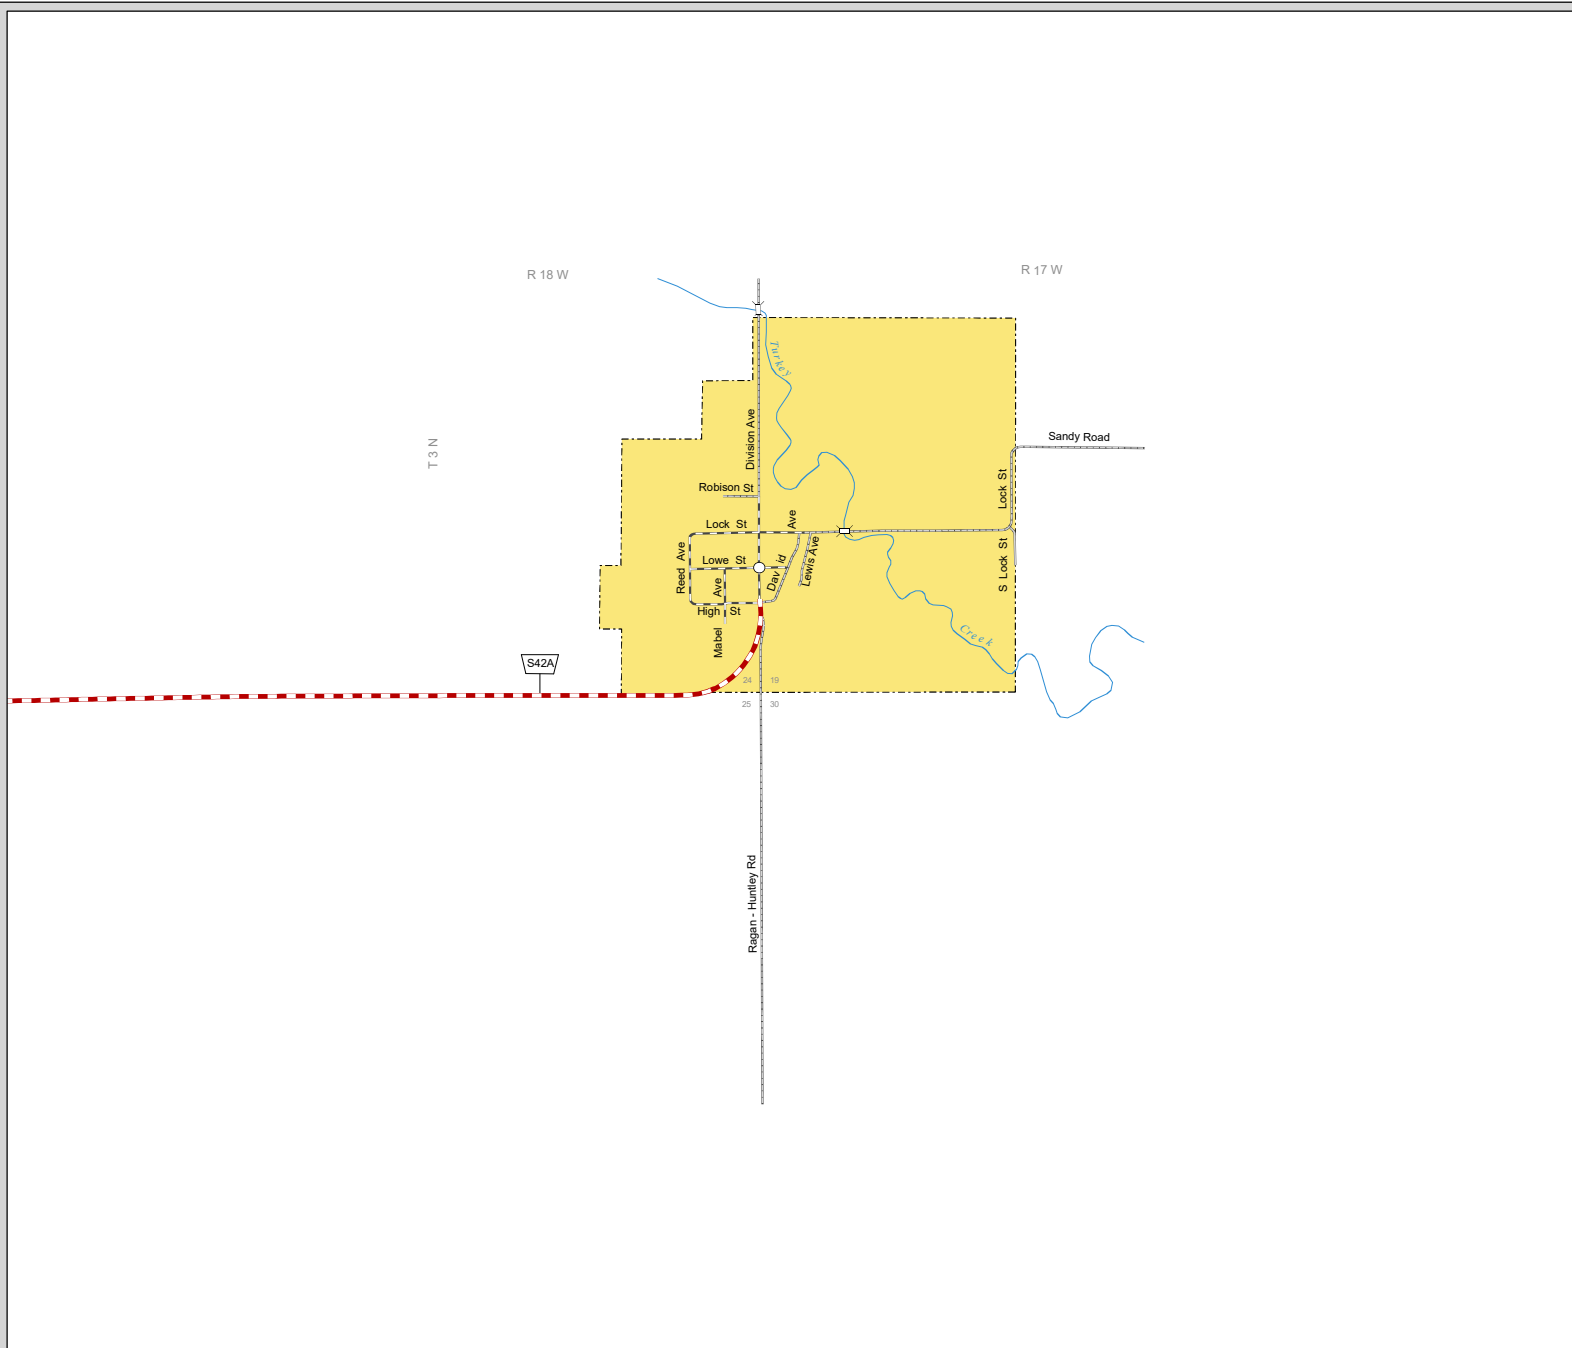 R 18 W
R 17 W
T 3 N
Turkey
Sandy Road
Division Ave
Robison St
Lock St
Lock St
Ave
David
Lewis Ave
Reed Ave
Lowe St
S Lock St
Ave
Mabel
High St
Creek
S42A
24 19
25 30
Ragan - Huntley Rd